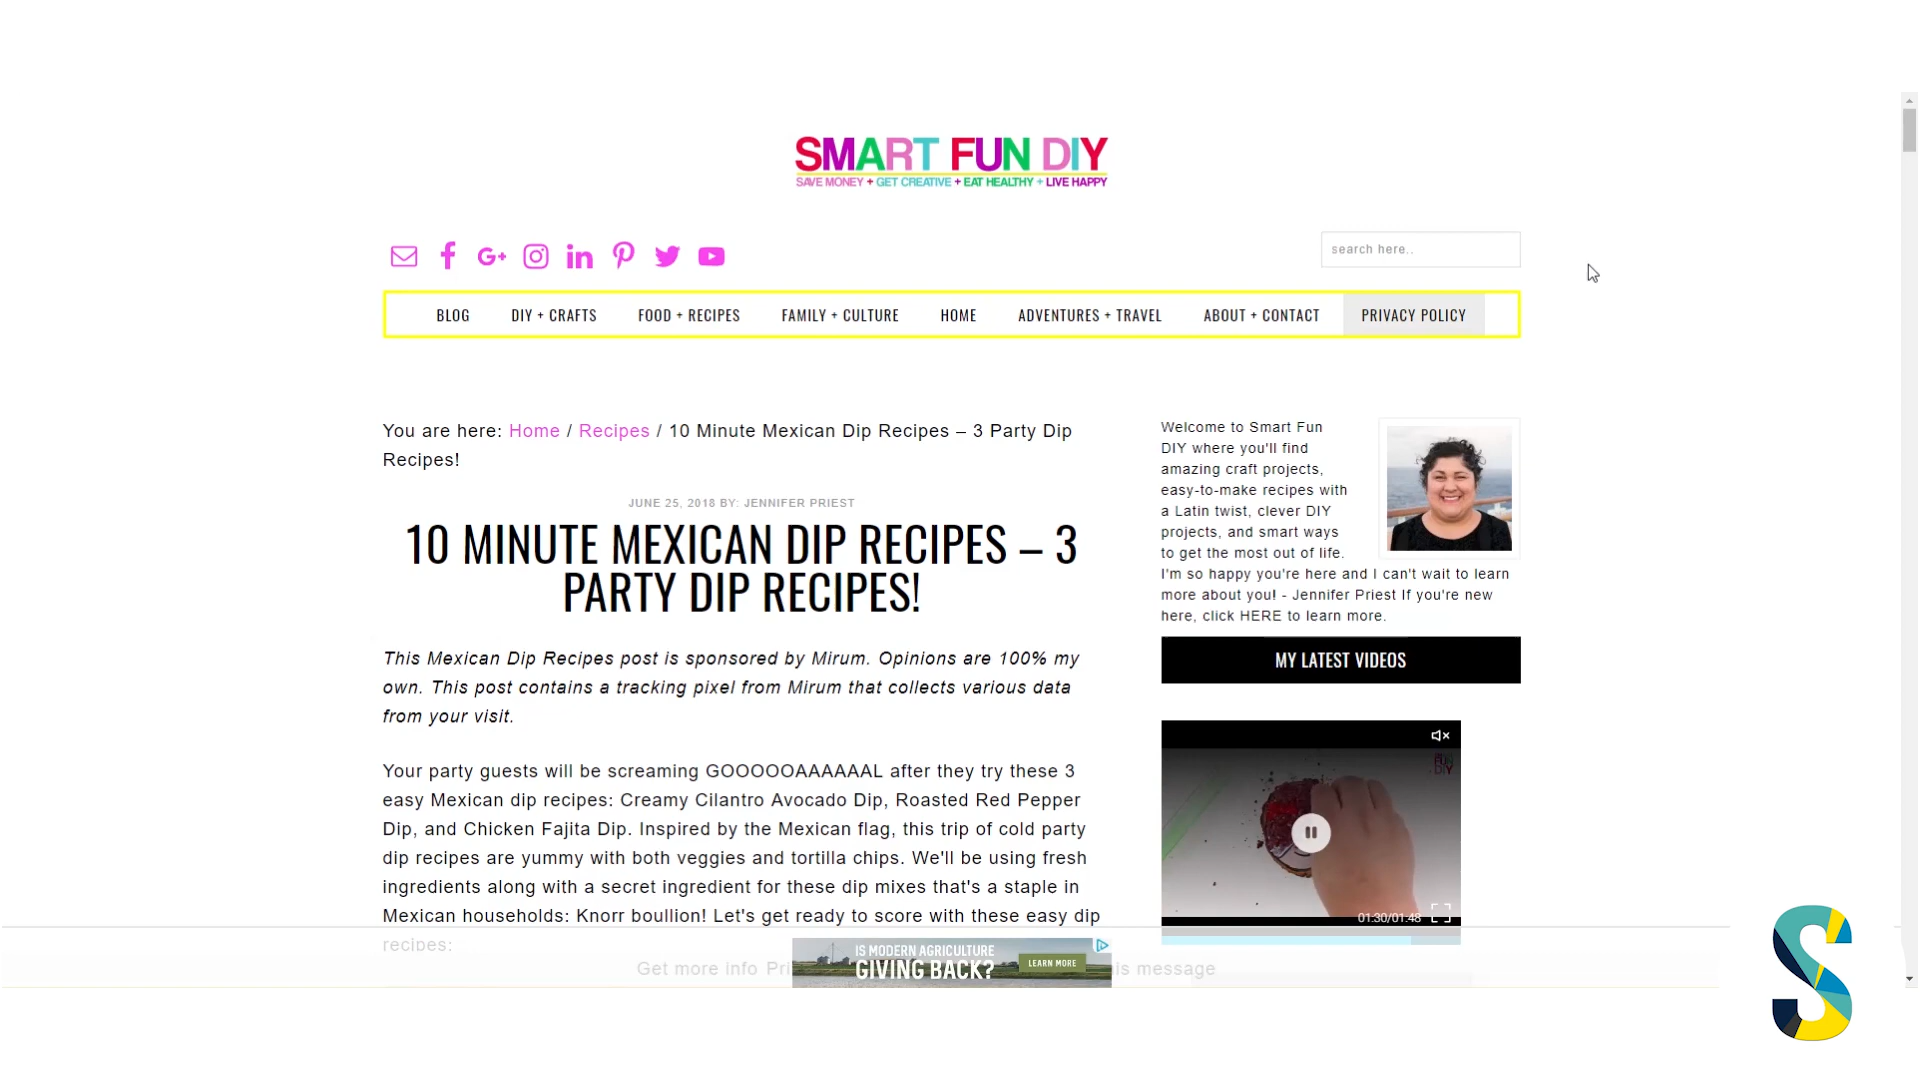 SMART FUN DIY
SAVE MONEY + GET CREATIVE + EAT HEALTHY + LIVE HAPPY
search here..
BLOG DIY + CRAFTS FOOD + RECIPES FAMILY + CULTURE HOME ADVENTURES + TRAVEL ABOUT + CONTACT PRIVACY POLICY
You are here: Home / Recipes / 10 Minute Mexican Dip Recipes – 3 Party Dip
Recipes!
JUNE 25, 2018 BY: JENNIFER PRIEST
10 MINUTE MEXICAN DIP RECIPES – 3
PARTY DIP RECIPES!
This Mexican Dip Recipes post is sponsored by Mirum. Opinions are 100% my
own. This post contains a tracking pixel from Mirum that collects various data
from your visit.
Your party guests will be screaming GOOOOOAAAAAAL after they try these 3
easy Mexican dip recipes: Creamy Cilantro Avocado Dip, Roasted Red Pepper
Dip, and Chicken Fajita Dip. Inspired by the Mexican flag, this trip of cold party
dip recipes are yummy with both veggies and tortilla chips. We'll be using fresh
ingredients along with a secret ingredient for these dip mixes that's a staple in
Mexican households: Knorr boullion! Let's get ready to score with these easy dip
recipes:
Welcome to Smart Fun
DIY where you'll find
amazing craft projects,
easy-to-make recipes with
a Latin twist, clever DIY
projects, and smart ways
to get the most out of life.
I'm so happy you're here and I can't wait to learn
more about you! - Jennifer Priest If you're new
here, click HERE to learn more.
MY LATEST VIDEOS
FUN
DIY
01:30/01:48
Get more info message
IS MODERN AGRICULTURE
GIVING BACK?
LEARN MORE
S